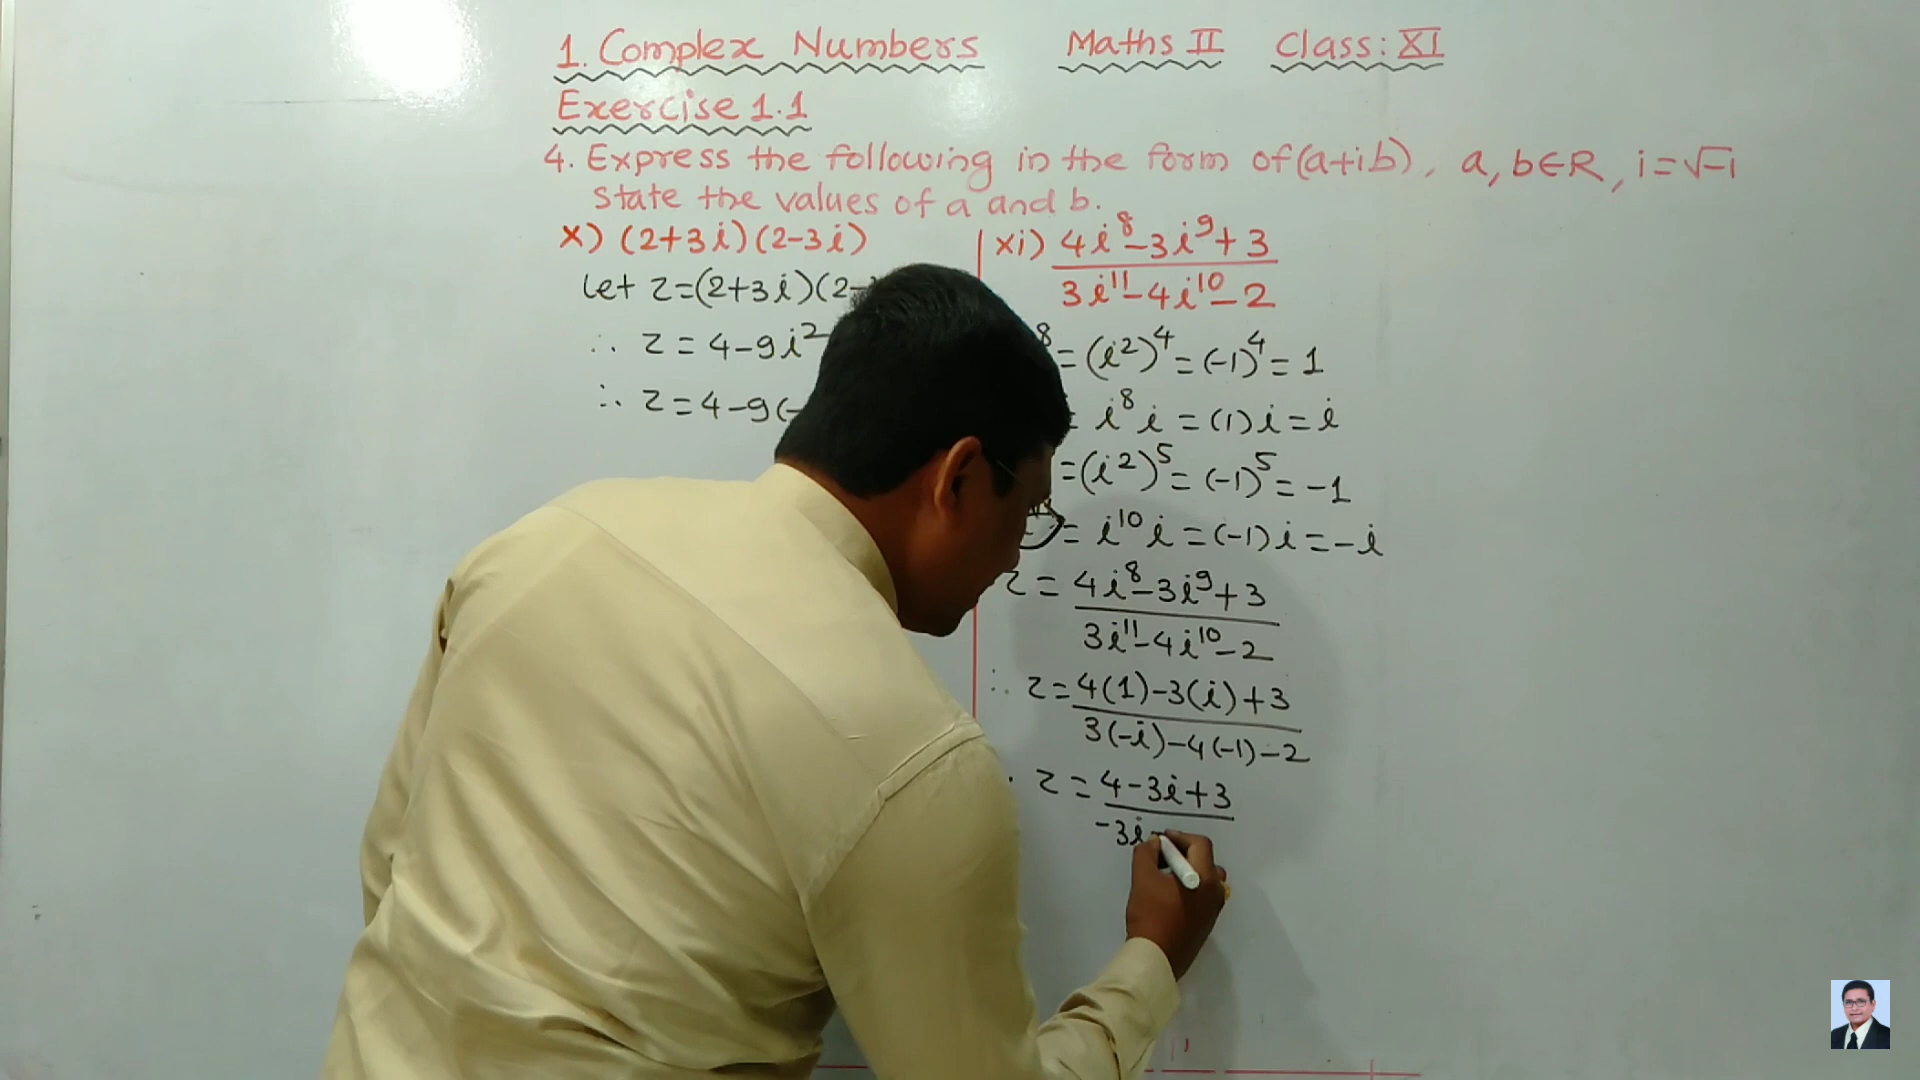 1. Complex Numbers Maths II Class: XI
Exercise 1.1
4. Express the following in the form of (a+ib), a, b∈R, i=√-i
state the values of a and b.
x) (2+3i)(2-3i)
Let z=(2+3i)(2-
∴ z = 4-9i²
∴ z = 4-9(-
xi) 4i⁸-3i⁹+3
3i¹¹-4i¹⁰-2
⁸ = (i²)⁴ = (-1)⁴ = 1
= i⁸i = (1)i = i
= (i²)⁵ = (-1)⁵ = -1
= i¹⁰i = (-1)i = -i
z = 4i⁸-3i⁹+3
3i¹¹-4i¹⁰-2
∴ z = 4(1)-3(i)+3
3(-i)-4(-1)-2
z = 4-3i+3
-3i